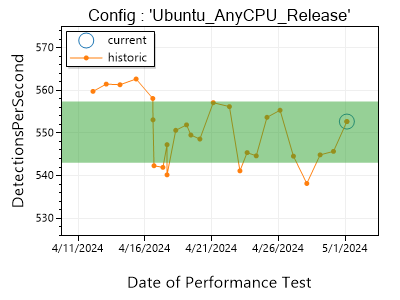 Config : 'Ubuntu_AnyCPU_Release'
current
historic
DetectionsPerSecond
570
560
550
540
530
4/11/2024
4/16/2024
4/21/2024
4/26/2024
5/1/2024
Date of Performance Test